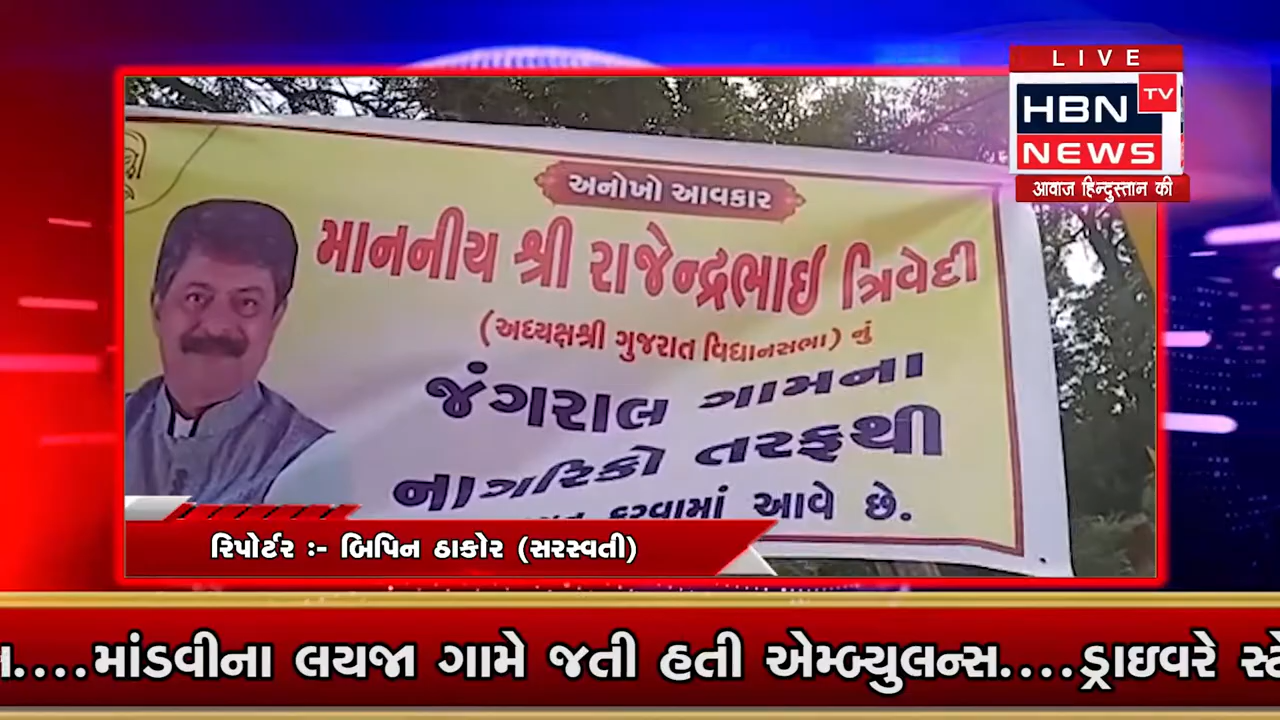 LIVE
HBN TV
NEWS
आवाज़ हिन्दुस्तान की
અનોખો આવકાર
માનનીય શ્રી રાજેન્દ્રભાઈ ત્રિવેદી
(અધ્યક્ષશ્રી ગુજરાત વિધાનસભા) નું
જંગરાલ ગામના
નાગરિકો તરફથી
કરવામાં આવે છે.
રિપોર્ટર :- બિપિન ઠાકોર (સરસ્વતી)
....માંડવીના લયજા ગામે જતી હતી એમ્બ્યુલન્સ....ડ્રાઇવરે